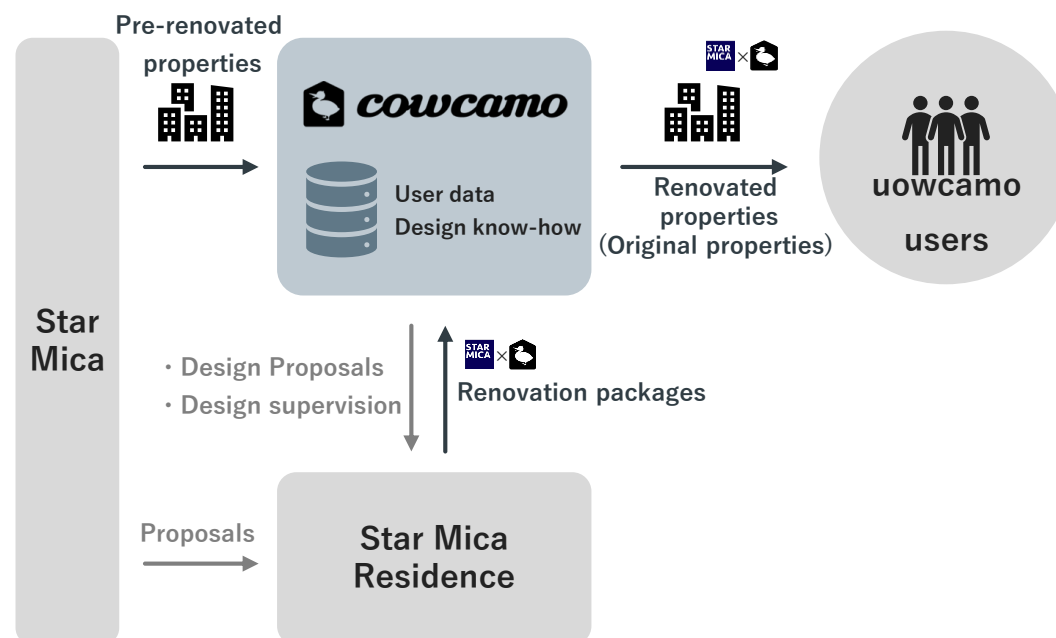 Pre-renovated
properties
cowcamo
User data
Design know-how
STAR
MICA
×
Renovated
properties
(Original properties)
uowcamo
users
Star
Mica
・Design Proposals
・Design supervision
STAR
MICA
×
Renovation packages
Proposals
Star Mica
Residence